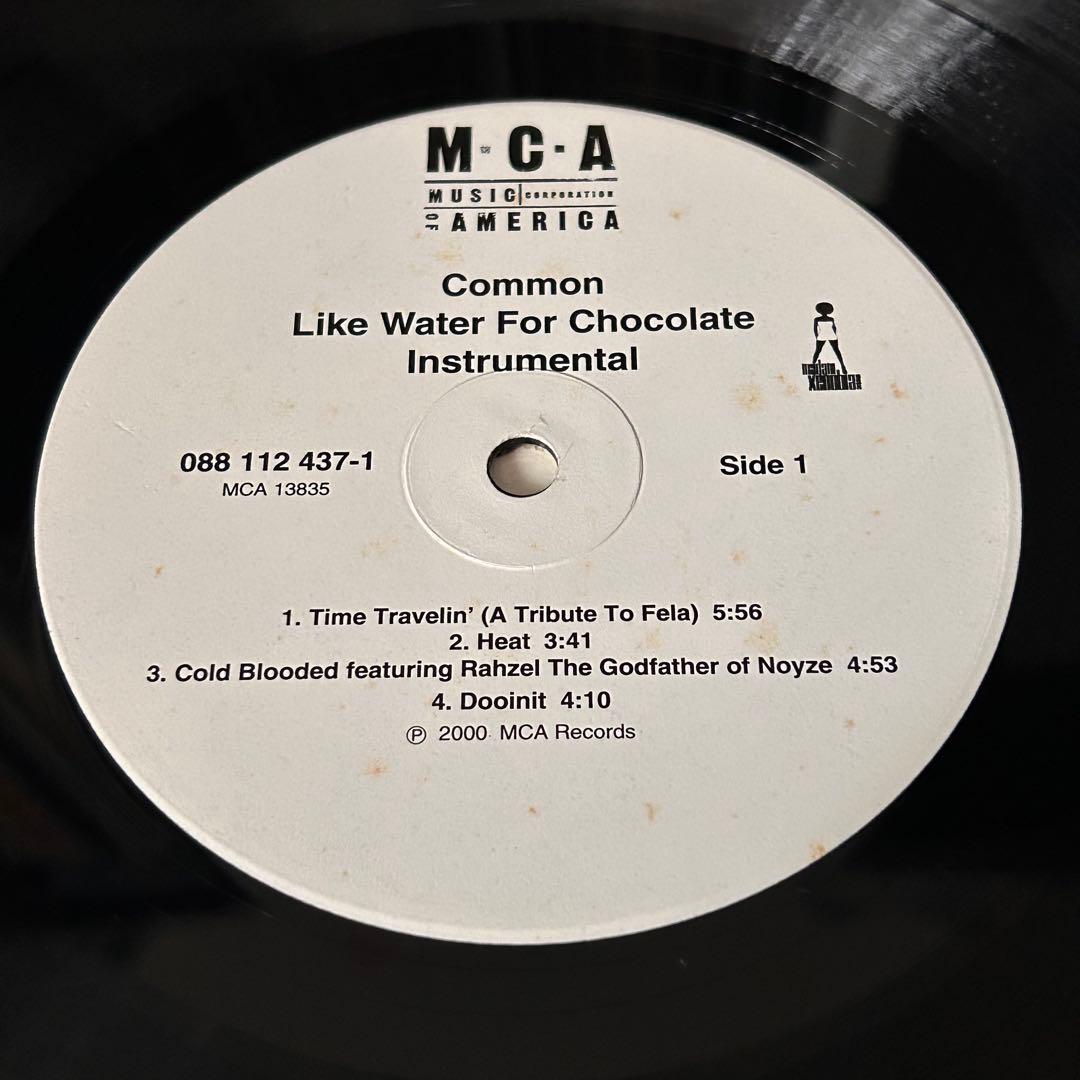 M·C·A
MUSIC CORPORATION
OF AMERICA
Common
Like Water For Chocolate
Instrumental
088 112 437-1
MCA 13835
Side 1
1. Time Travelin’ (A Tribute To Fela) 5:56
2. Heat 3:41
3. Cold Blooded featuring Rahzel The Godfather of Noyze 4:53
4. Dooinit 4:10
℗ 2000 MCA Records